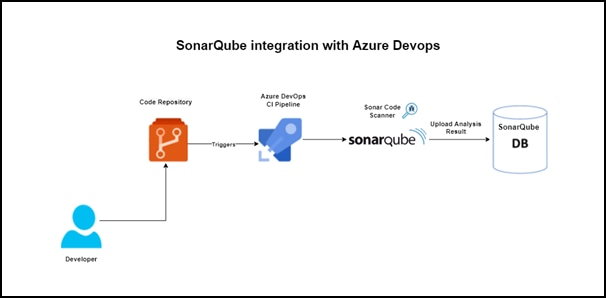 SonarQube integration with Azure Devops
Code Repository
Azure DevOps
CI Pipeline
Sonar Code
Scanner
Triggers
sonarqube
Upload Analysis
Result
SonarQube
DB
Developer